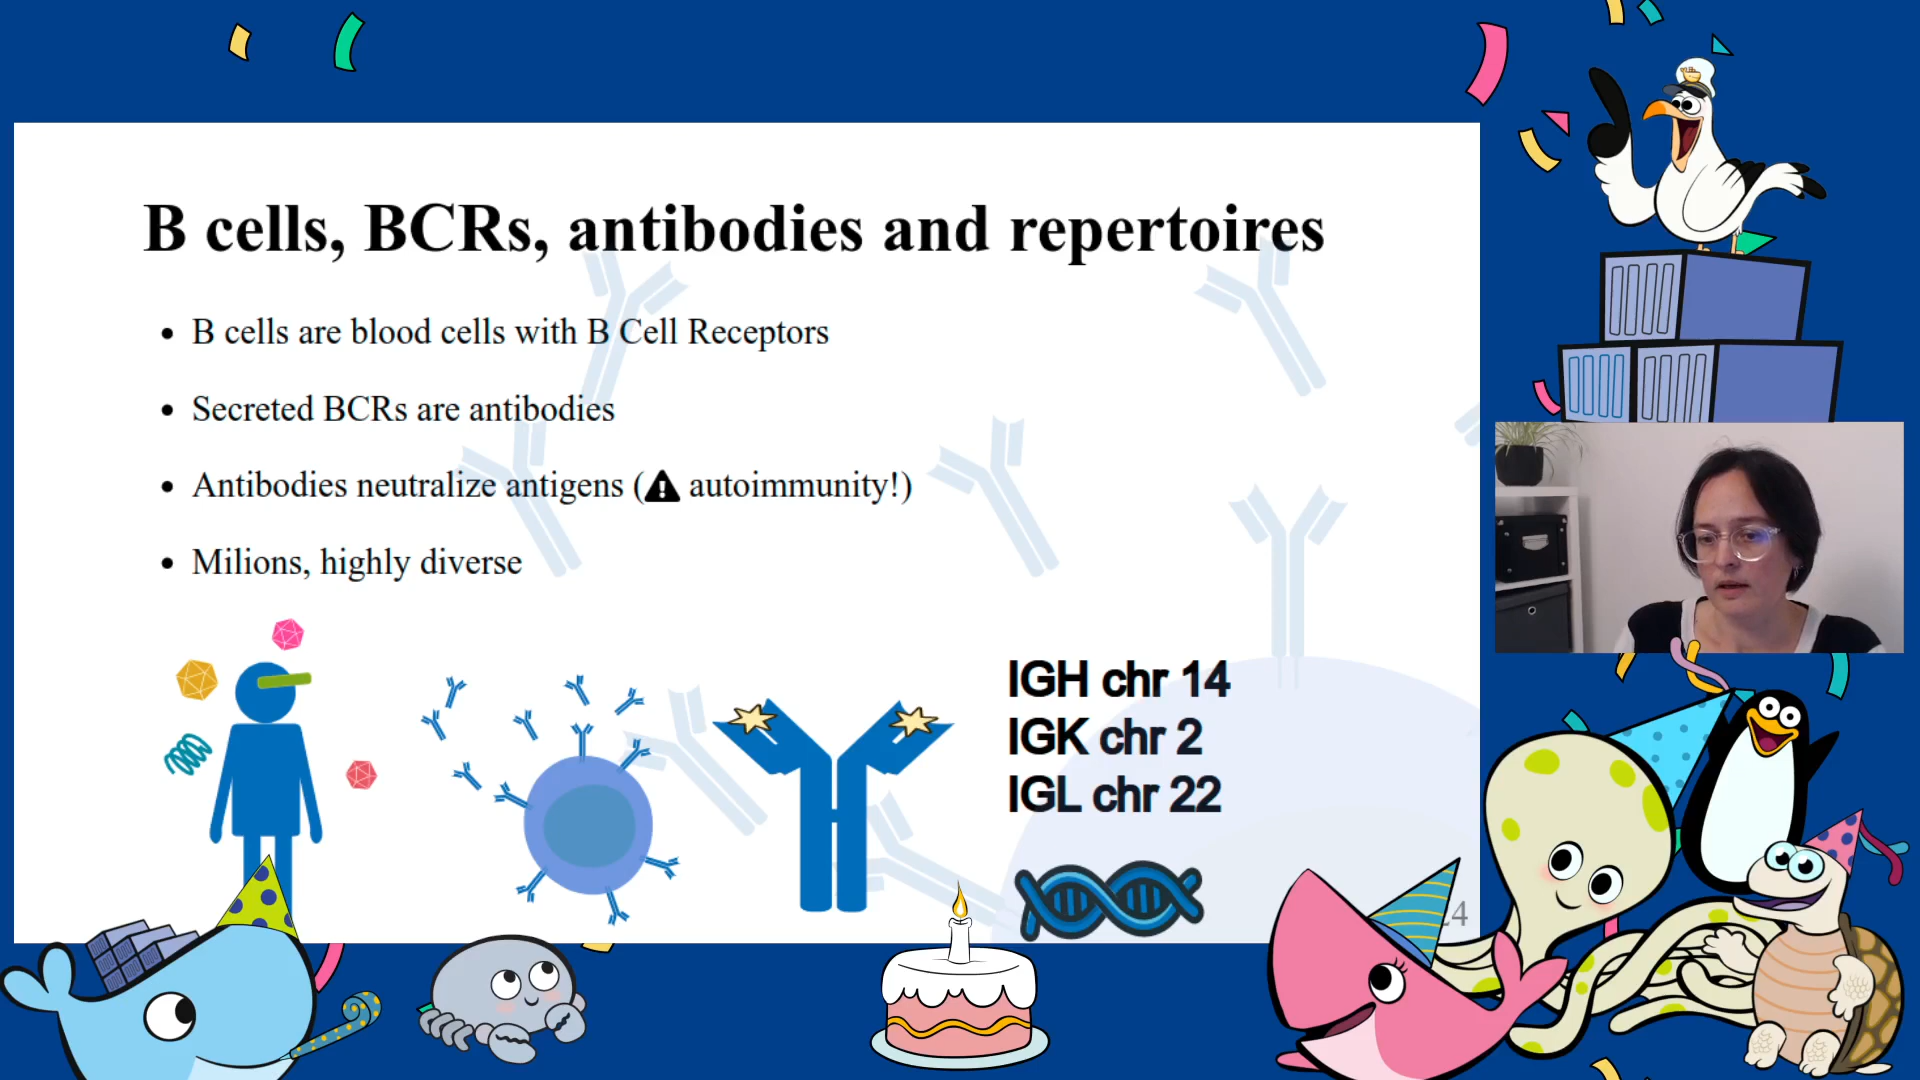 B cells, BCRs, antibodies and repertoires
B cells are blood cells with B Cell Receptors
Secreted BCRs are antibodies
Antibodies neutralize antigens (⚠ autoimmunity!)
Milions, highly diverse
IGH chr 14
IGK chr 2
IGL chr 22